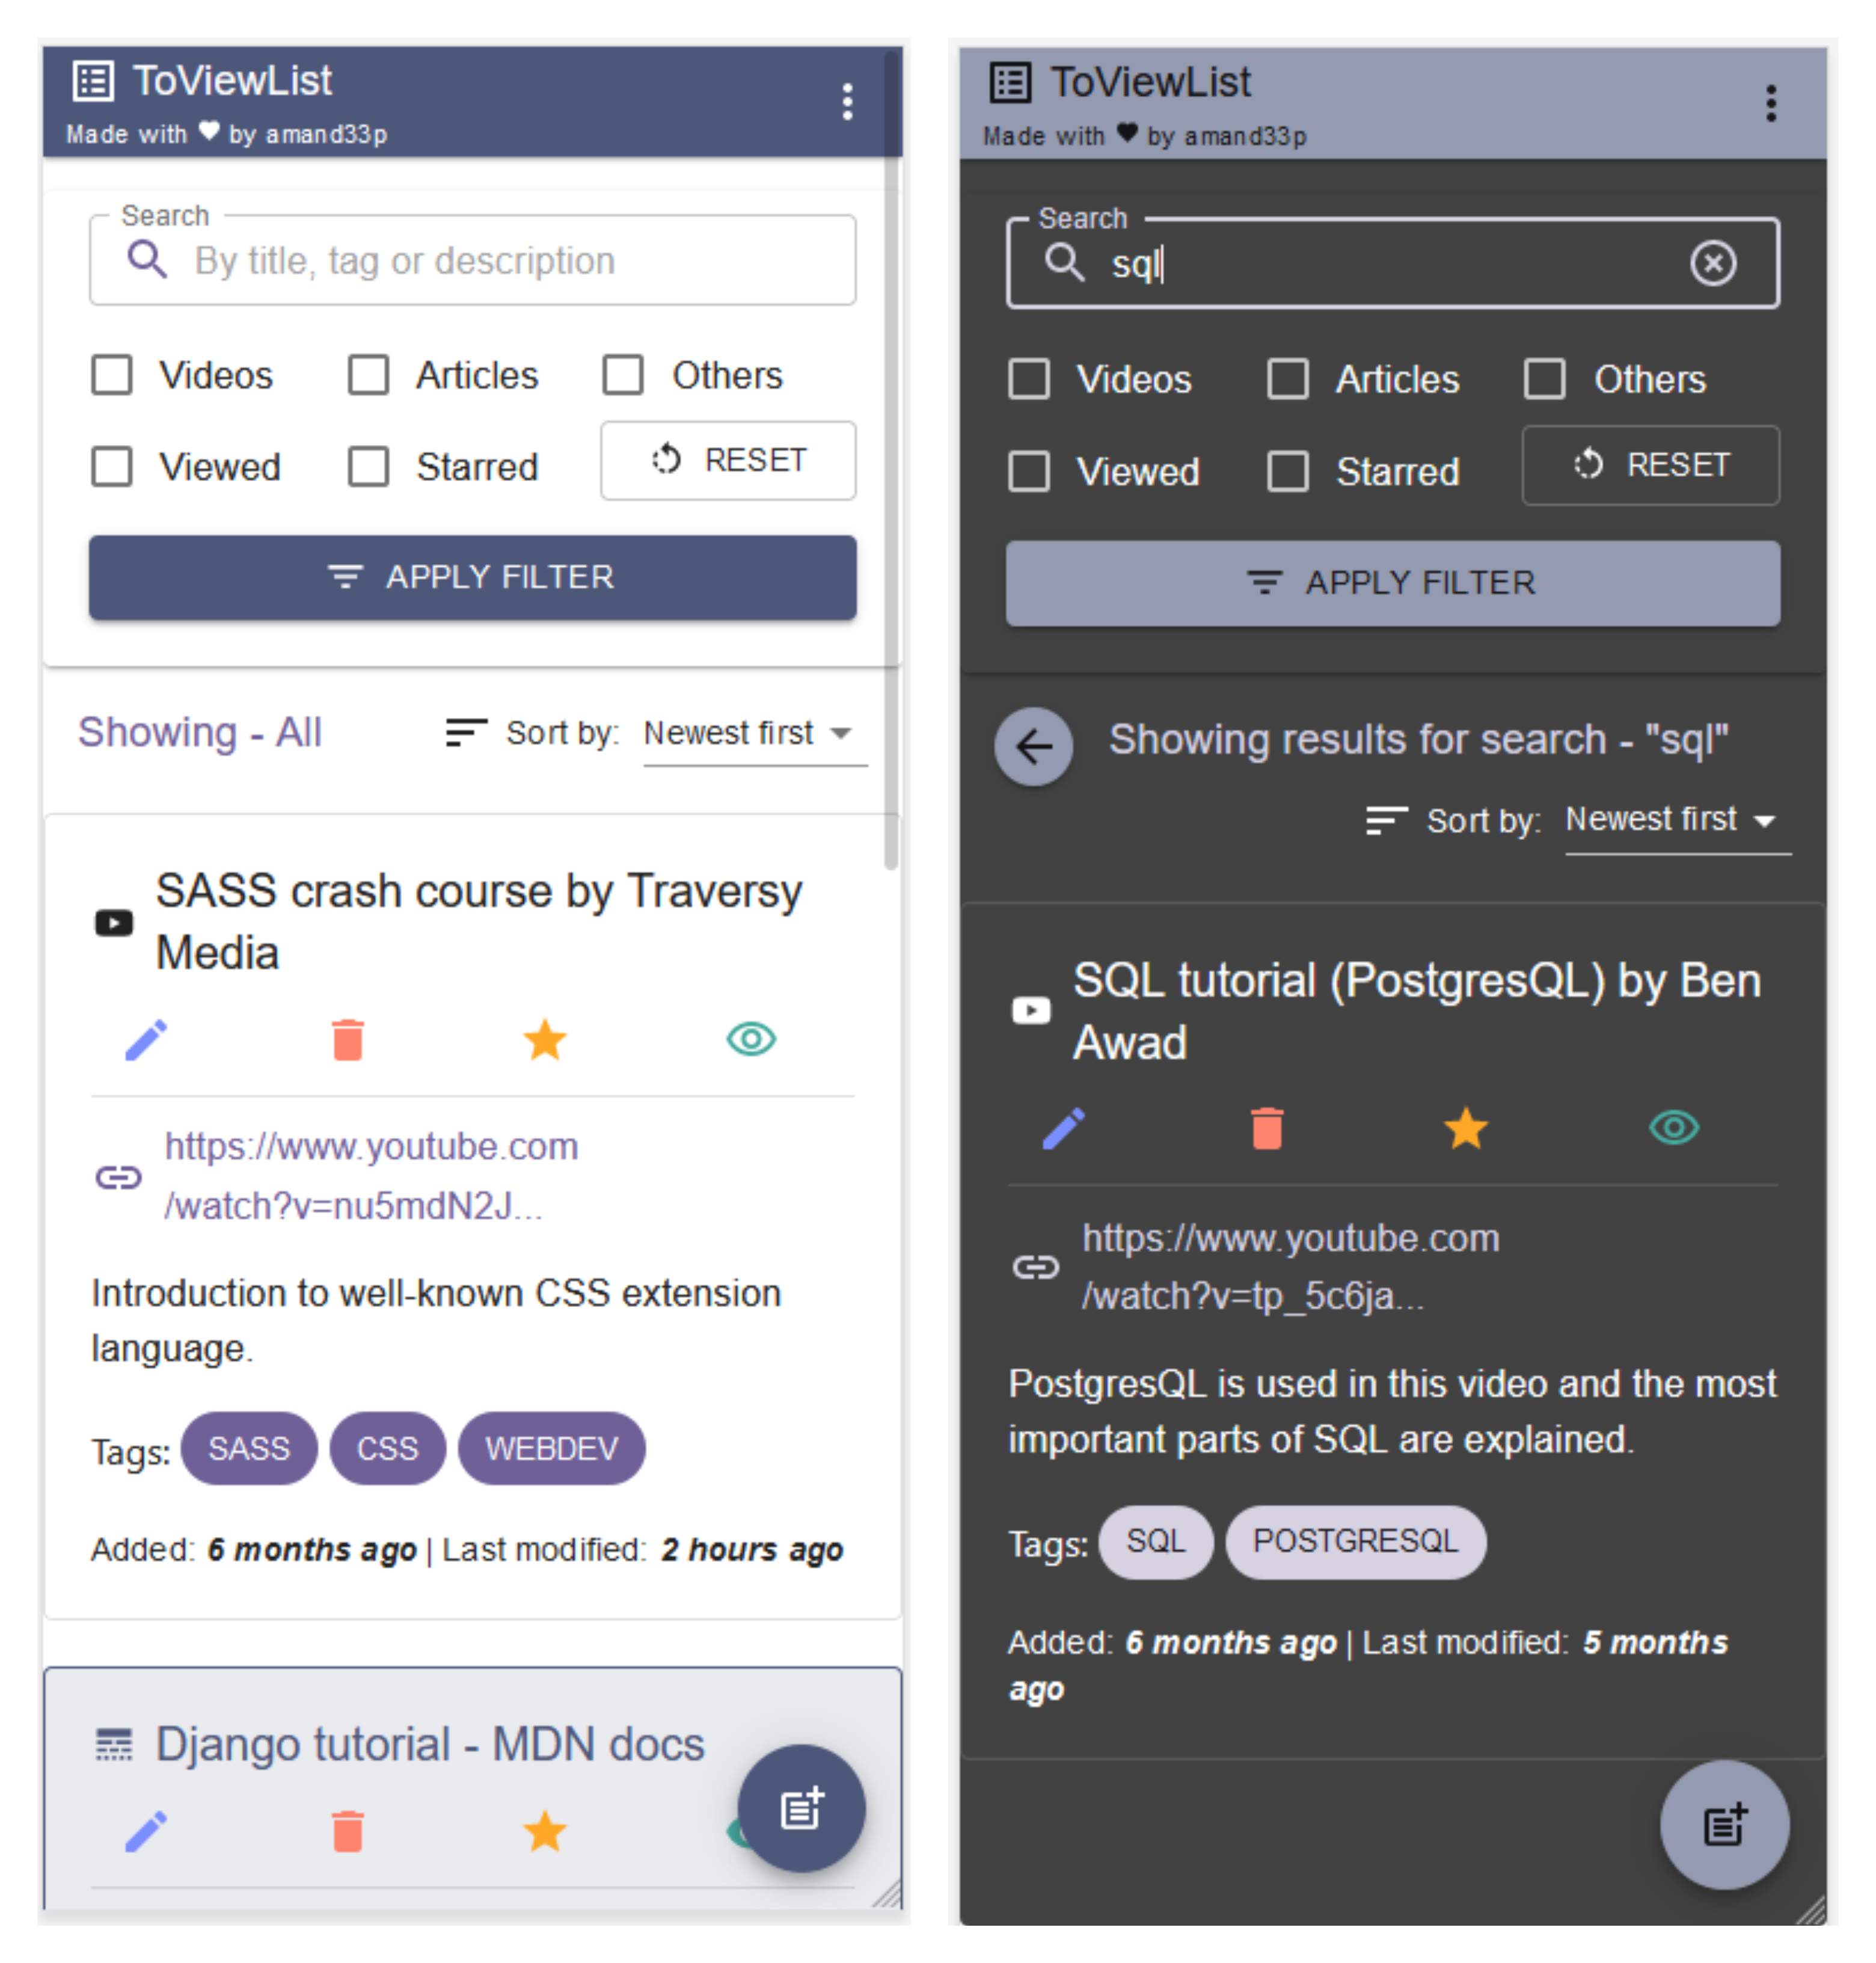 ToViewList
Made with ♥ by amand33p
Search
By title, tag or description
Videos Articles Others
Viewed Starred RESET
APPLY FILTER
Showing - All Sort by: Newest first
SASS crash course by Traversy
Media
https://www.youtube.com
/watch?v=nu5mdN2J...
Introduction to well-known CSS extension
language.
Tags: SASS CSS WEBDEV
Added: 6 months ago | Last modified: 2 hours ago
Django tutorial - MDN docs
ToViewList
Made with ♥ by amand33p
Search
sql
Videos Articles Others
Viewed Starred RESET
APPLY FILTER
Showing results for search - "sql"
Sort by: Newest first
SQL tutorial (PostgresQL) by Ben
Awad
https://www.youtube.com
/watch?v=tp_5c6ja...
PostgresQL is used in this video and the most
important parts of SQL are explained.
Tags: SQL POSTGRESQL
Added: 6 months ago | Last modified: 5 months
ago